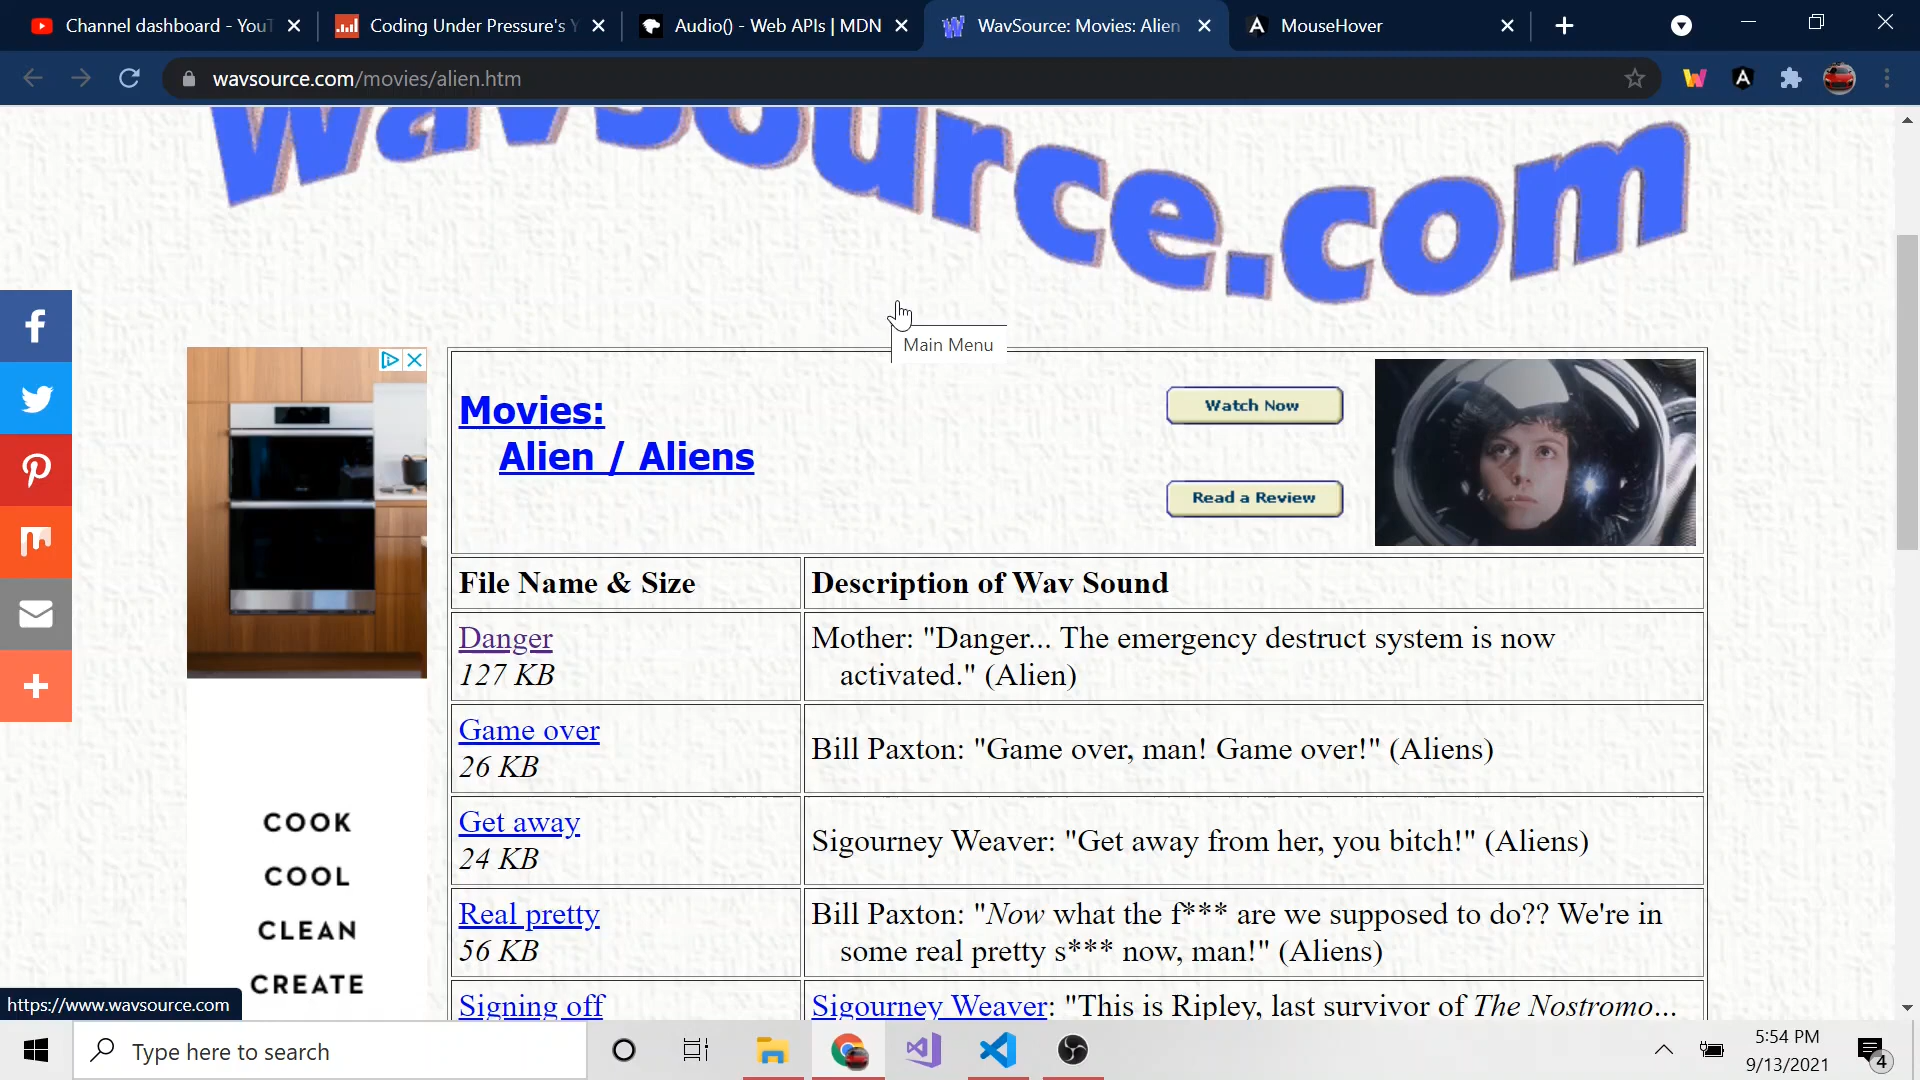 Channel dashboard - YouT
Coding Under Pressure's Y
Audio() - Web APIs | MDN
WavSource: Movies: Alien
MouseHover
wavsource.com/movies/alien.htm
WavSource.com
Main Menu
Movies:
Alien / Aliens
Watch Now
Read a Review
File Name & Size
Description of Wav Sound
Danger
127 KB
Mother: "Danger... The emergency destruct system is now
activated." (Alien)
Game over
26 KB
Bill Paxton: "Game over, man! Game over!" (Aliens)
Get away
24 KB
Sigourney Weaver: "Get away from her, you bitch!" (Aliens)
Real pretty
56 KB
Bill Paxton: "Now what the f*** are we supposed to do?? We're in
some real pretty s*** now, man!" (Aliens)
Signing off
Sigourney Weaver: "This is Ripley, last survivor of The Nostromo...
COOK
COOL
CLEAN
CREATE
https://www.wavsource.com
Type here to search
5:54 PM
9/13/2021
4